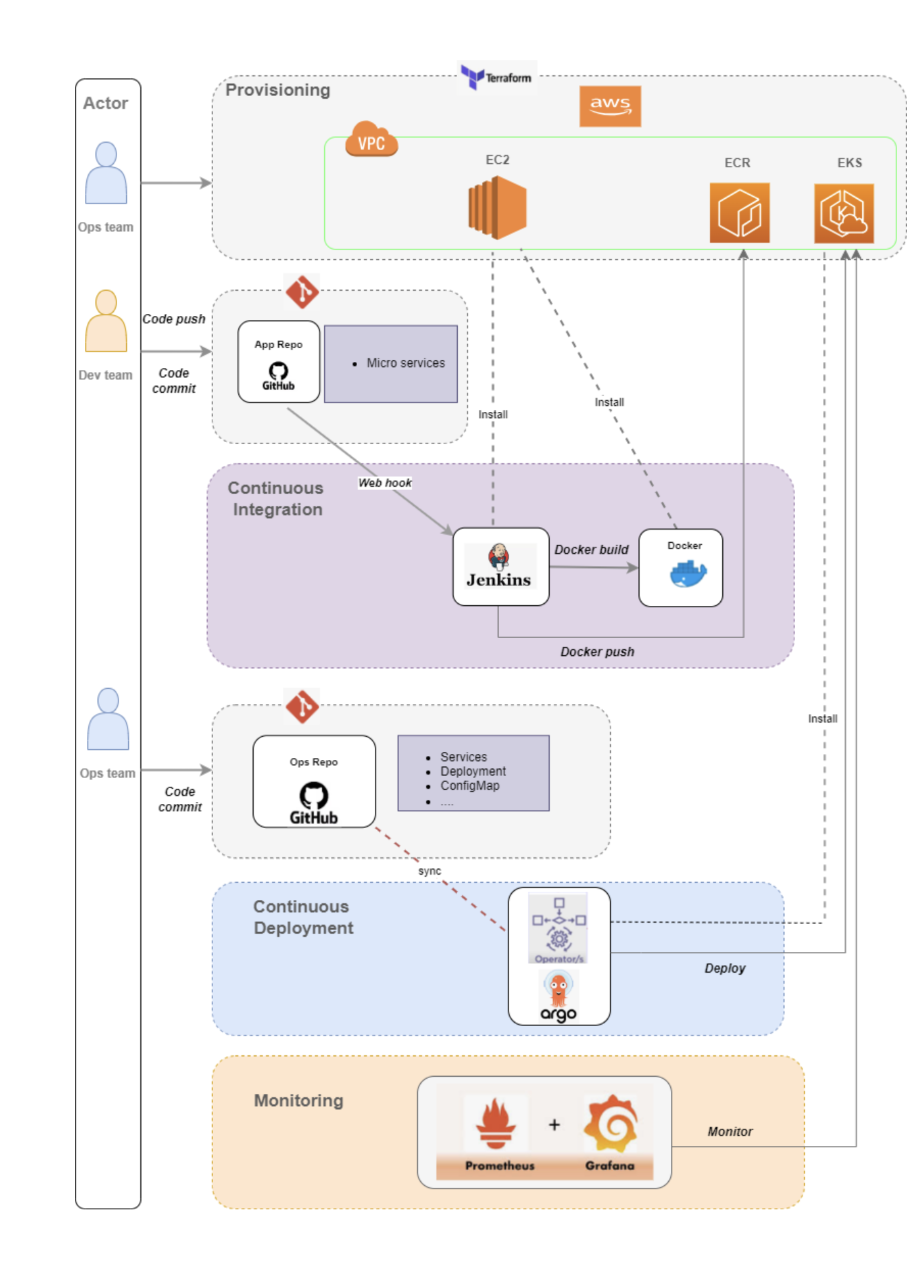 Terraform
Provisioning
aws
Actor
VPC
EC2
ECR
EKS
Ops team
Code push
App Repo
GitHub
• Micro services
Dev team
Code
commit
Install
Install
Web hook
Continuous
Integration
Jenkins
Docker build
Docker
Docker push
Install
Ops team
Code
commit
Ops Repo
GitHub
• Services
• Deployment
• ConfigMap
• ....
sync
Continuous
Deployment
Operator/s
argo
Deploy
Monitoring
Prometheus
+
Grafana
Monitor